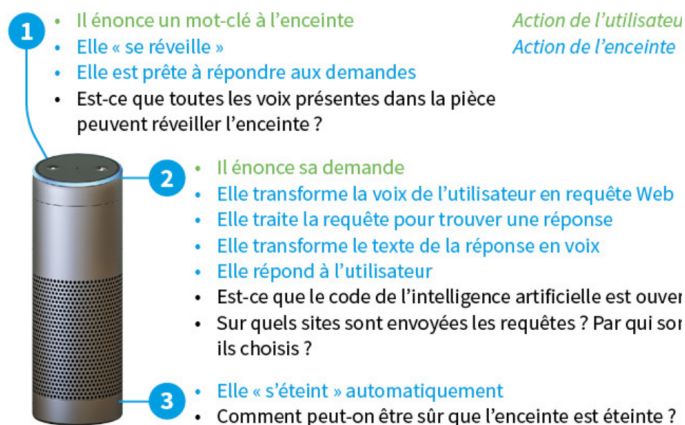 1
• Il énonce un mot-clé à l'enceinte
• Elle « se réveille »
• Elle est prête à répondre aux demandes
• Est-ce que toutes les voix présentes dans la pièce
peuvent réveiller l'enceinte ?
Action de l'utilisateu
Action de l'enceinte
2
• Il énonce sa demande
• Elle transforme la voix de l'utilisateur en requête Web
• Elle traite la requête pour trouver une réponse
• Elle transforme le texte de la réponse en voix
• Elle répond à l'utilisateur
• Est-ce que le code de l'intelligence artificielle est ouver
• Sur quels sites sont envoyées les requêtes ? Par qui son
ils choisis ?
3
• Elle « s'éteint » automatiquement
• Comment peut-on être sûr que l'enceinte est éteinte ?